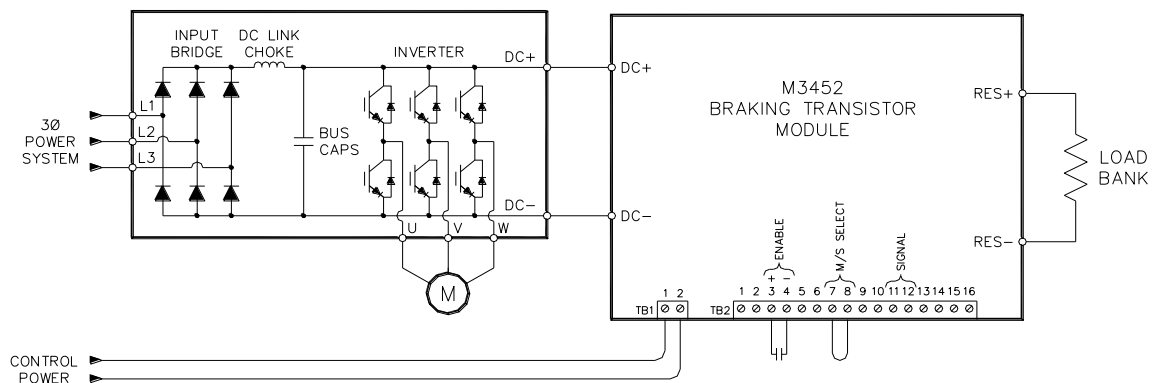 INPUT
BRIDGE
DC LINK
CHOKE
INVERTER
DC+
DC+
M3452
BRAKING TRANSISTOR
MODULE
RES+
L1
3Ø
POWER
SYSTEM
L2
L3
BUS
CAPS
LOAD
BANK
DC-
DC-
RES-
U
V
W
M
ENABLE
M/S SELECT
SIGNAL
+ -
1 2
1 2 3 4 5 6 7 8 9 10 11 12 13 14 15 16
TB1
TB2
CONTROL
POWER